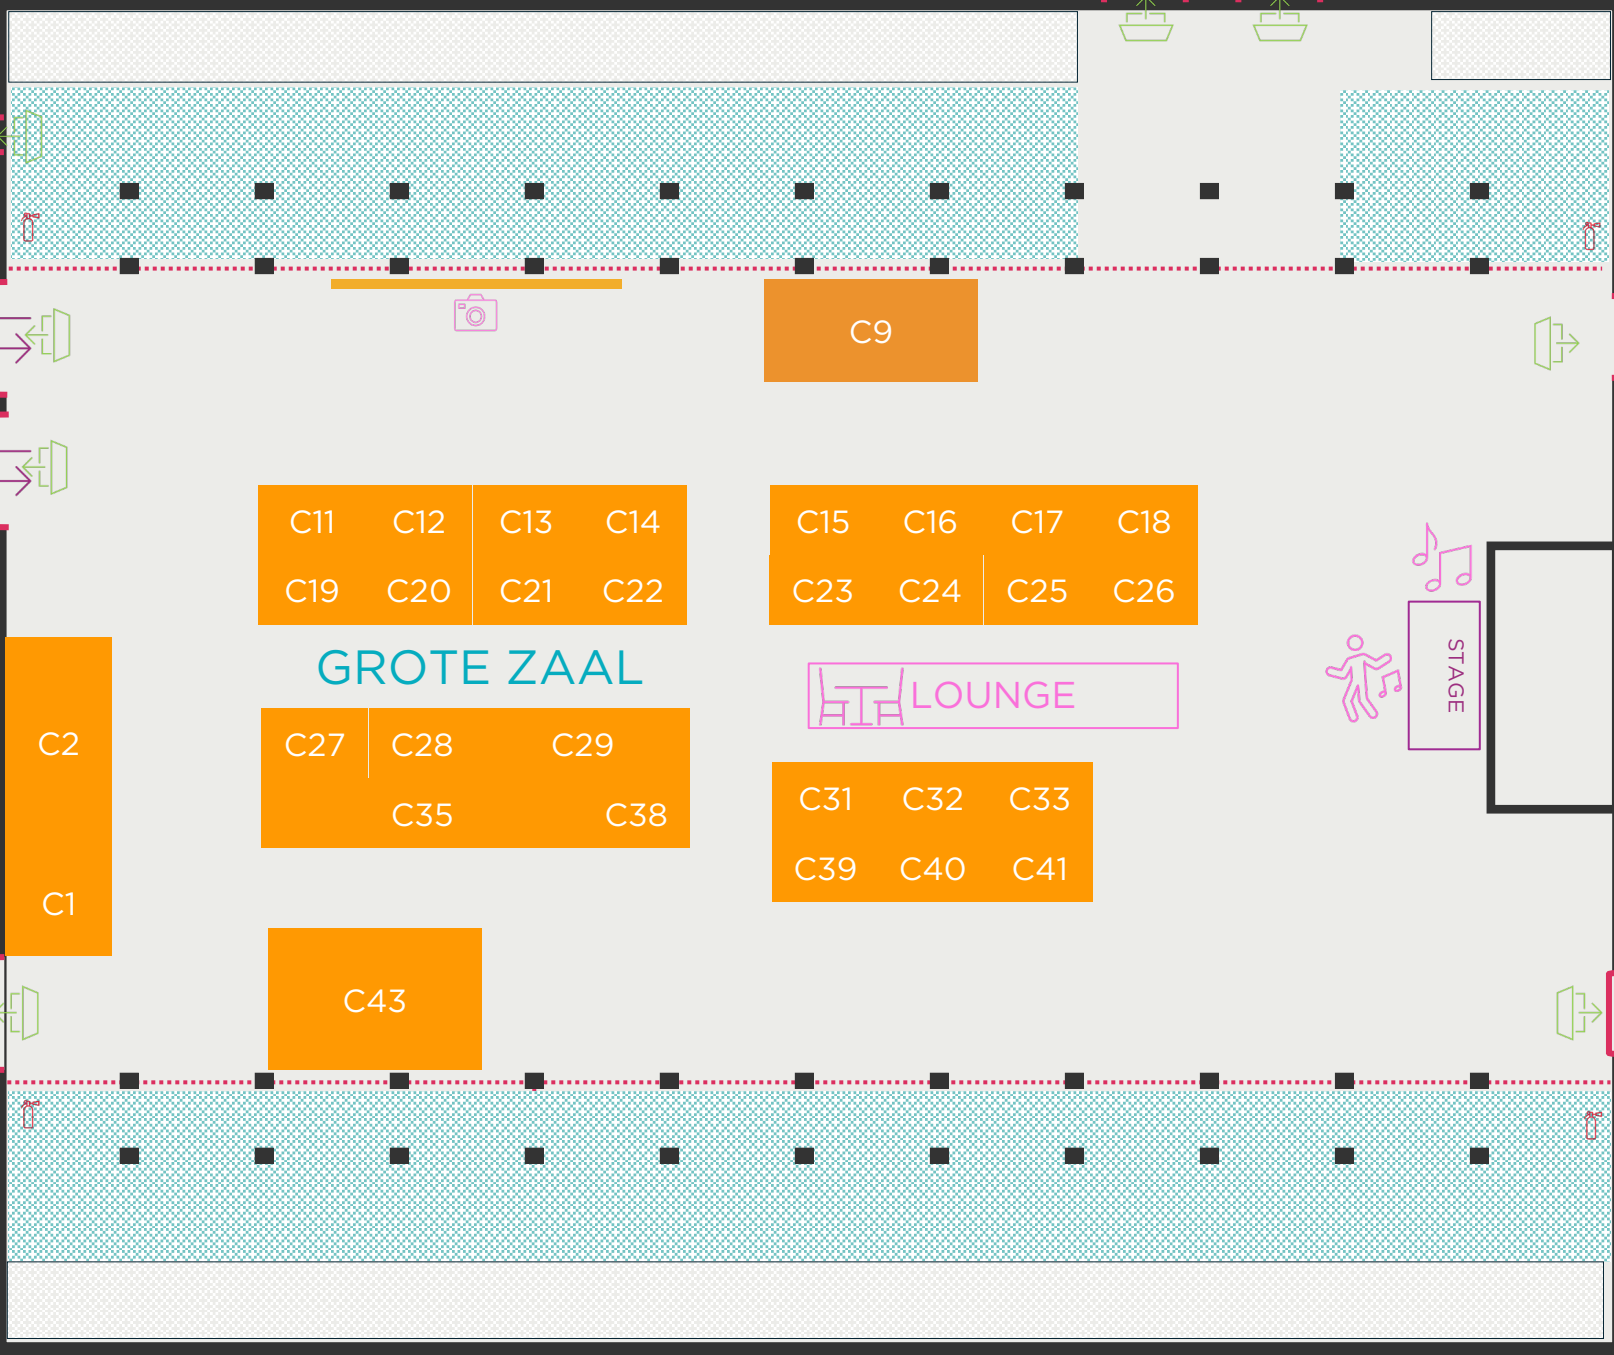 C9
C11 C12 C13 C14 C15 C16 C17 C18
C19 C20 C21 C22 C23 C24 C25 C26
GROTE ZAAL
LOUNGE
STAGE
C2 C27 C28 C29
C31 C32 C33
C35 C38
C39 C40 C41
C1
C43